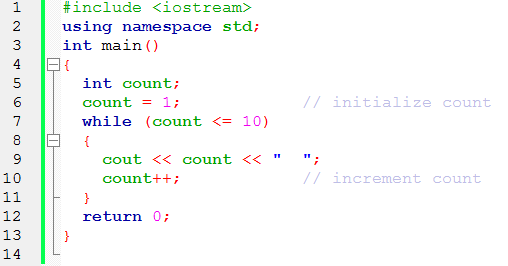 1 #include <iostream>
2 using namespace std;
3 int main()
4 {
5 int count;
6 count = 1; // initialize count
7 while (count <= 10)
8 {
9 cout << count << "  ";
10 count++; // increment count
11 }
12 return 0;
13 }
14